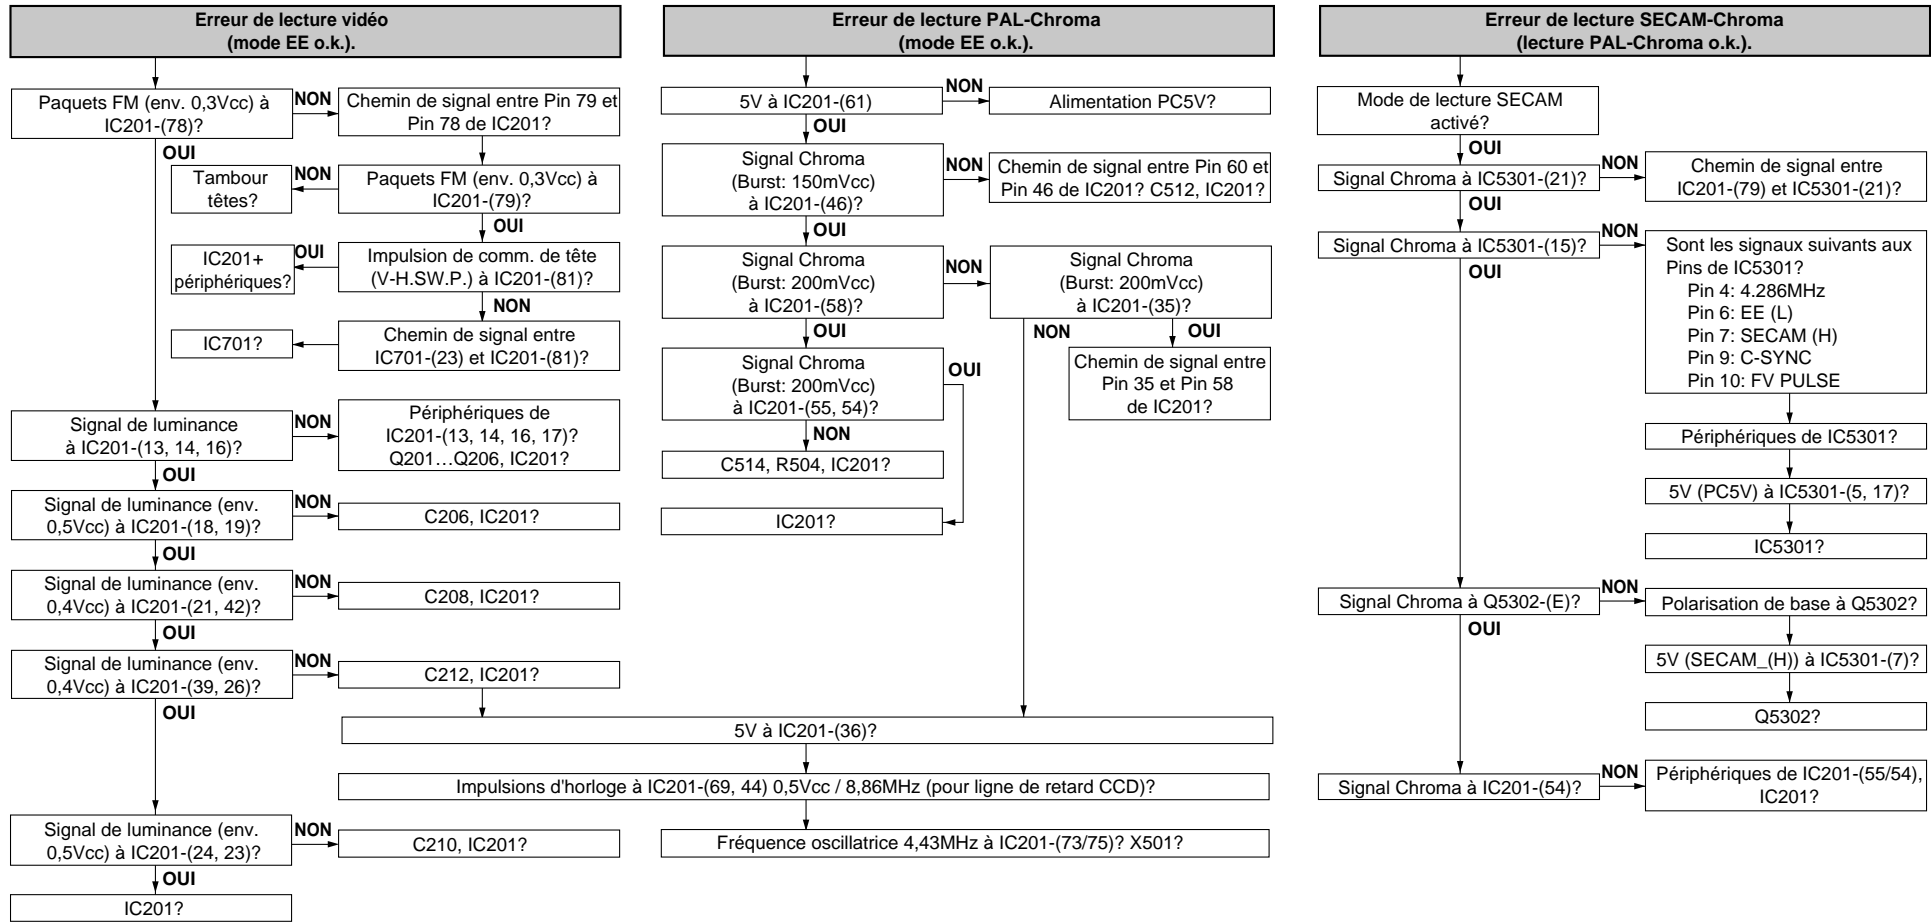 Erreur de lecture vidéo
(mode EE o.k.).
Paquets FM (env. 0,3Vcc) à
IC201-(78)?
NON
Chemin de signal entre Pin 79 et
Pin 78 de IC201?
OUI
Tambour
têtes?
NON
Paquets FM (env. 0,3Vcc) à
IC201-(79)?
OUI
IC201+
périphériques?
OUI
Impulsion de comm. de tête
(V-H.SW.P.) à IC201-(81)?
NON
IC701?
Chemin de signal entre
IC701-(23) et IC201-(81)?
Signal de luminance
à IC201-(13, 14, 16)?
NON
Périphériques de
IC201-(13, 14, 16, 17)?
Q201...Q206, IC201?
OUI
Signal de luminance (env.
0,5Vcc) à IC201-(18, 19)?
NON
C206, IC201?
OUI
Signal de luminance (env.
0,4Vcc) à IC201-(21, 42)?
NON
C208, IC201?
OUI
Signal de luminance (env.
0,4Vcc) à IC201-(39, 26)?
NON
C212, IC201?
OUI
Signal de luminance (env.
0,5Vcc) à IC201-(24, 23)?
NON
C210, IC201?
OUI
IC201?
Erreur de lecture PAL-Chroma
(mode EE o.k.).
5V à IC201-(61)
NON
Alimentation PC5V?
OUI
Signal Chroma
(Burst: 150mVcc)
à IC201-(46)?
NON
Chemin de signal entre Pin 60 et
Pin 46 de IC201? C512, IC201?
OUI
Signal Chroma
(Burst: 200mVcc)
à IC201-(58)?
NON
Signal Chroma
(Burst: 200mVcc)
à IC201-(35)?
OUI
NON
OUI
Signal Chroma
(Burst: 200mVcc)
à IC201-(55, 54)?
OUI
Chemin de signal entre
Pin 35 et Pin 58
de IC201?
NON
C514, R504, IC201?
IC201?
5V à IC201-(36)?
Impulsions d'horloge à IC201-(69, 44) 0,5Vcc / 8,86MHz (pour ligne de retard CCD)?
Fréquence oscillatrice 4,43MHz à IC201-(73/75)? X501?
Erreur de lecture SECAM-Chroma
(lecture PAL-Chroma o.k.).
Mode de lecture SECAM
activé?
OUI
Signal Chroma à IC5301-(21)?
NON
Chemin de signal entre
IC201-(79) et IC5301-(21)?
OUI
Signal Chroma à IC5301-(15)?
NON
Sont les signaux suivants aux
Pins de IC5301?
Pin 4: 4.286MHz
Pin 6: EE (L)
Pin 7: SECAM (H)
Pin 9: C-SYNC
Pin 10: FV PULSE
OUI
Périphériques de IC5301?
5V (PC5V) à IC5301-(5, 17)?
IC5301?
Signal Chroma à Q5302-(E)?
NON
Polarisation de base à Q5302?
OUI
5V (SECAM_(H)) à IC5301-(7)?
Q5302?
Signal Chroma à IC201-(54)?
NON
Périphériques de IC201-(55/54),
IC201?